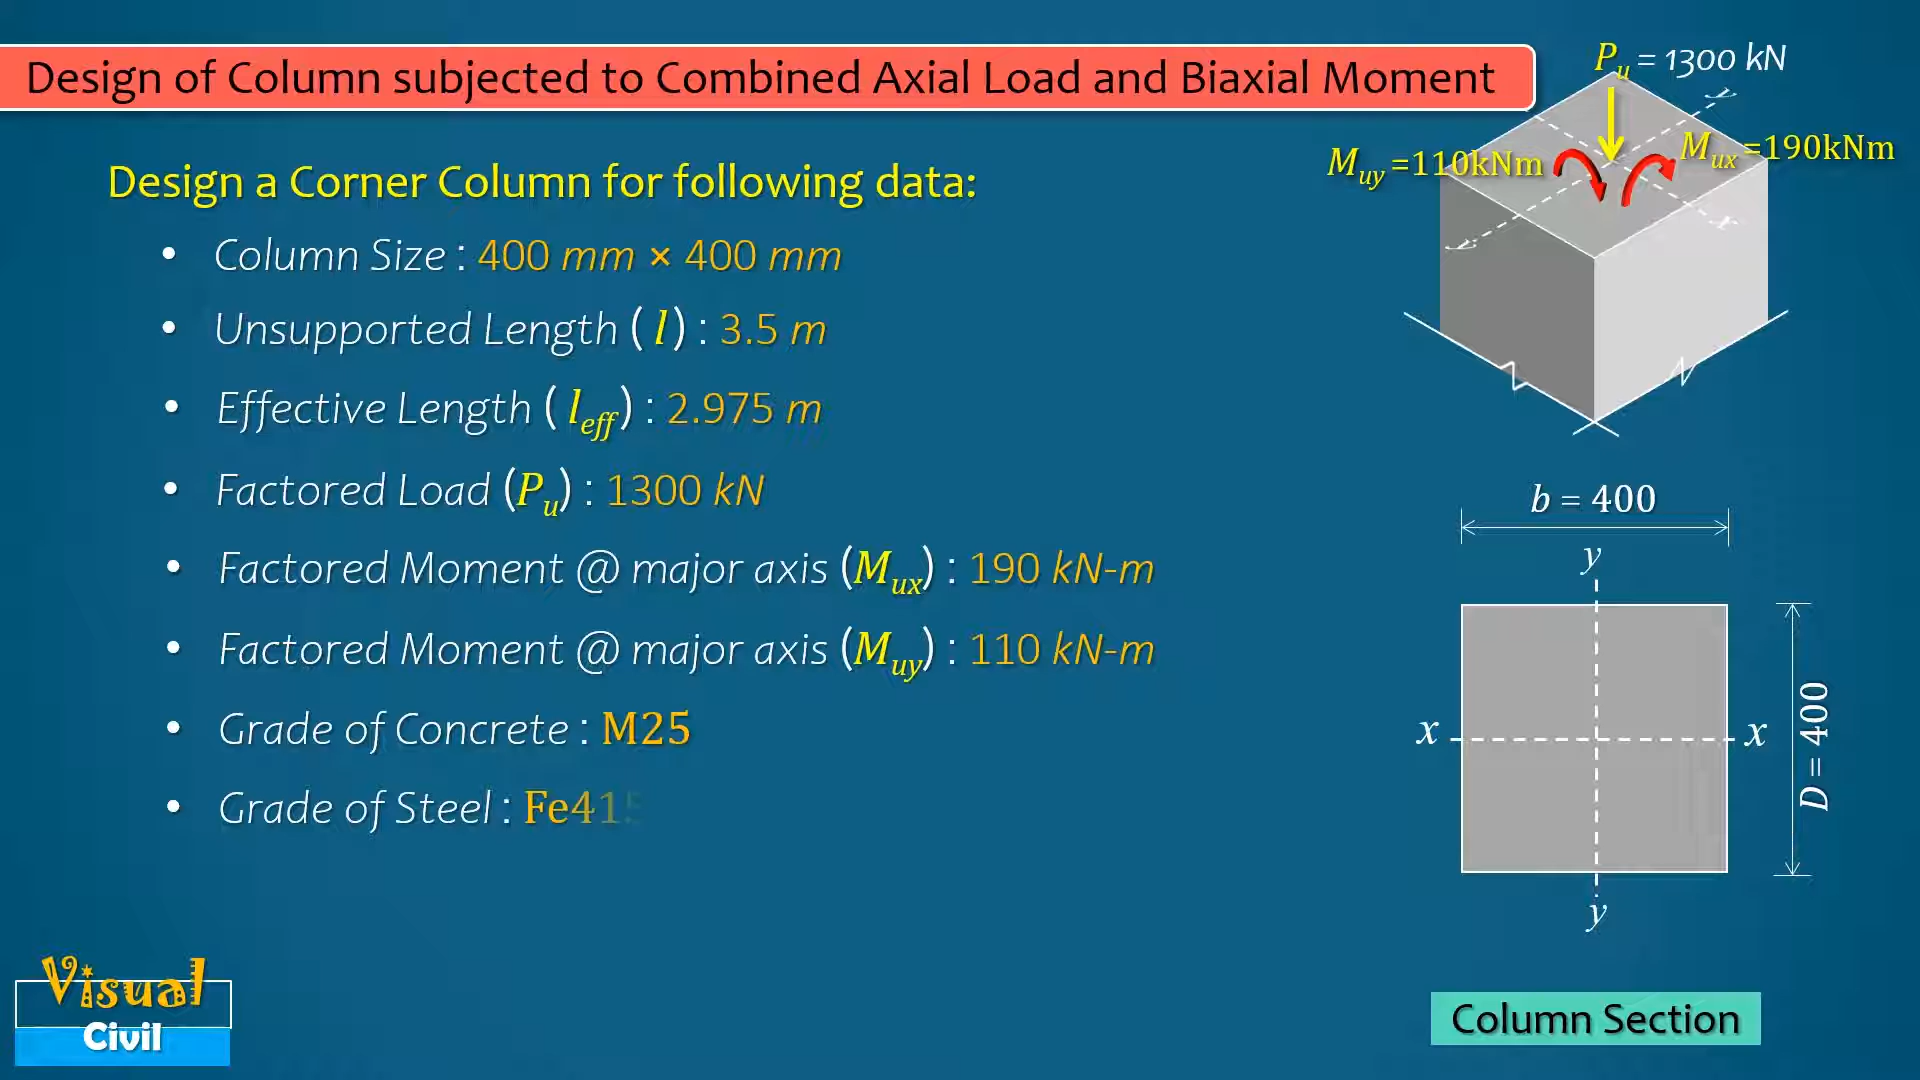 Design of Column subjected to Combined Axial Load and Biaxial Moment
Pu = 1300 kN
Muy =110kNm
Mux =190kNm
y
x
y
Design a Corner Column for following data:
• Column Size : 400 mm × 400 mm
• Unsupported Length ( l ) : 3.5 m
• Effective Length ( leff ) : 2.975 m
• Factored Load (Pu) : 1300 kN
• Factored Moment @ major axis (Mux) : 190 kN-m
• Factored Moment @ major axis (Muy) : 110 kN-m
• Grade of Concrete : M25
• Grade of Steel : Fe415
b = 400
y
x
x
D = 400
y
Column Section
Visual
Civil